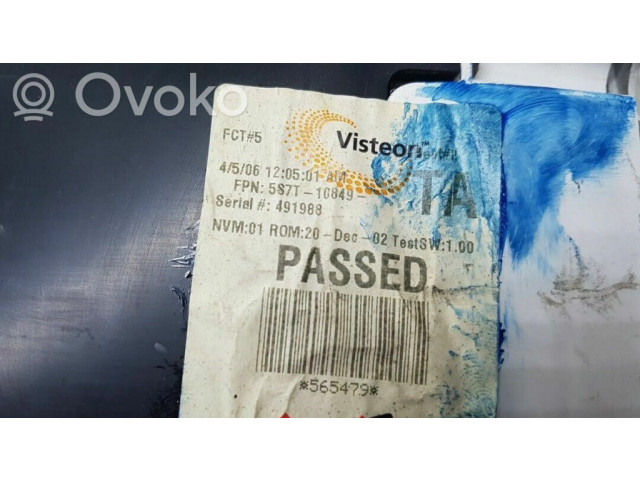 Ovoko
FCT#5
Visteon™
4/5/06 12:05:01 AM
FPN: 5S7T-10849-
TA
Serial #: 491988
NVM:01 ROM:20-Dec-02 TestSW:1.00
PASSED
*565479*